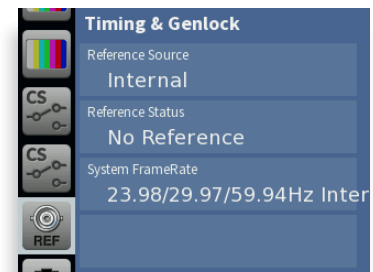 Timing & Genlock
Reference Source
Internal
CS
Reference Status
No Reference
CS
System FrameRate
23.98/29.97/59.94Hz Inter
REF